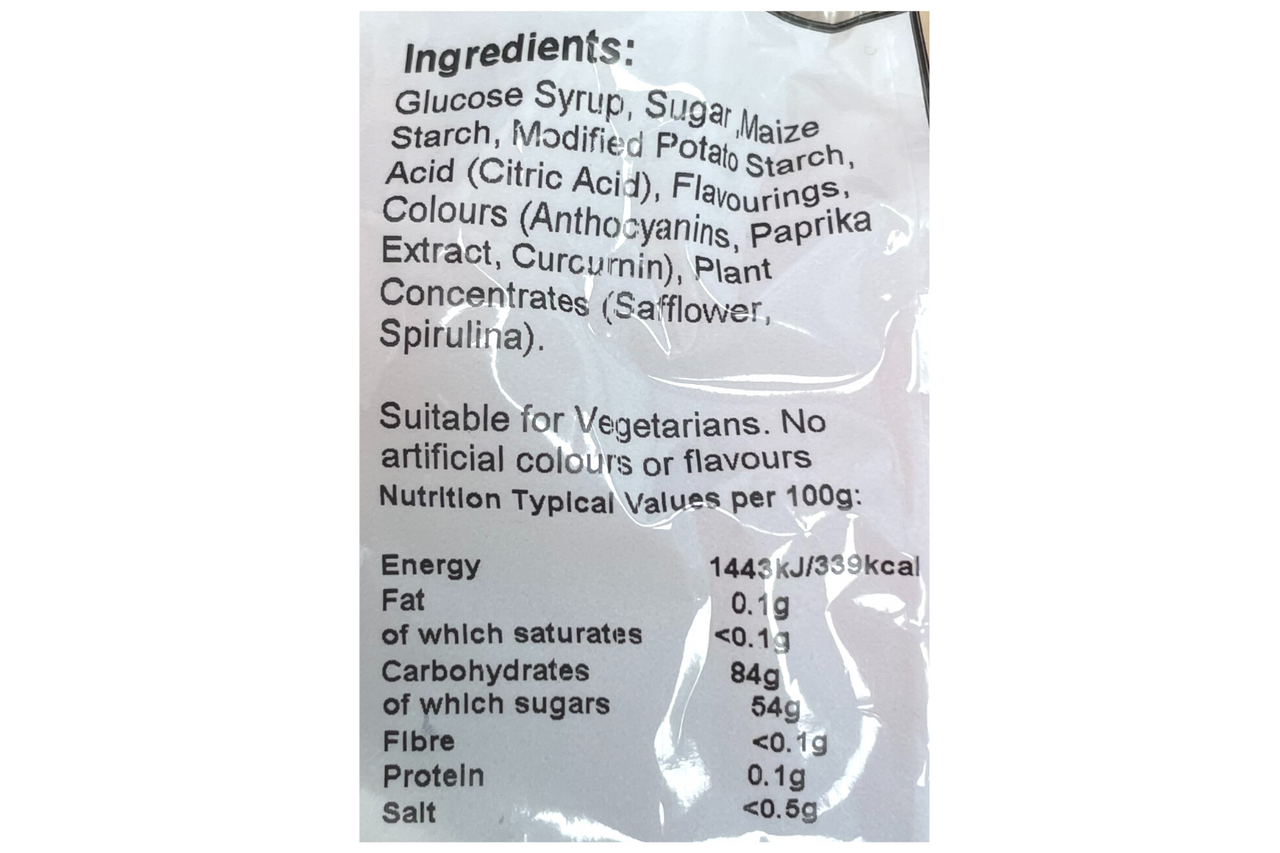 Ingredients:
Glucose Syrup, Sugar ,Maize
Starch, Modified Potato Starch,
Acid (Citric Acid), Flavourings,
Colours (Anthocyanins, Paprika
Extract, Curcumin), Plant
Concentrates (Safflower,
Spirulina).
Suitable for Vegetarians. No
artificial colours or flavours
Nutrition Typical Values per 100g:
Energy 1443kJ/339kcal
Fat 0.1g
of which saturates <0.1g
Carbohydrates 84g
of which sugars 54g
Fibre <0.1g
Protein 0.1g
Salt <0.5g